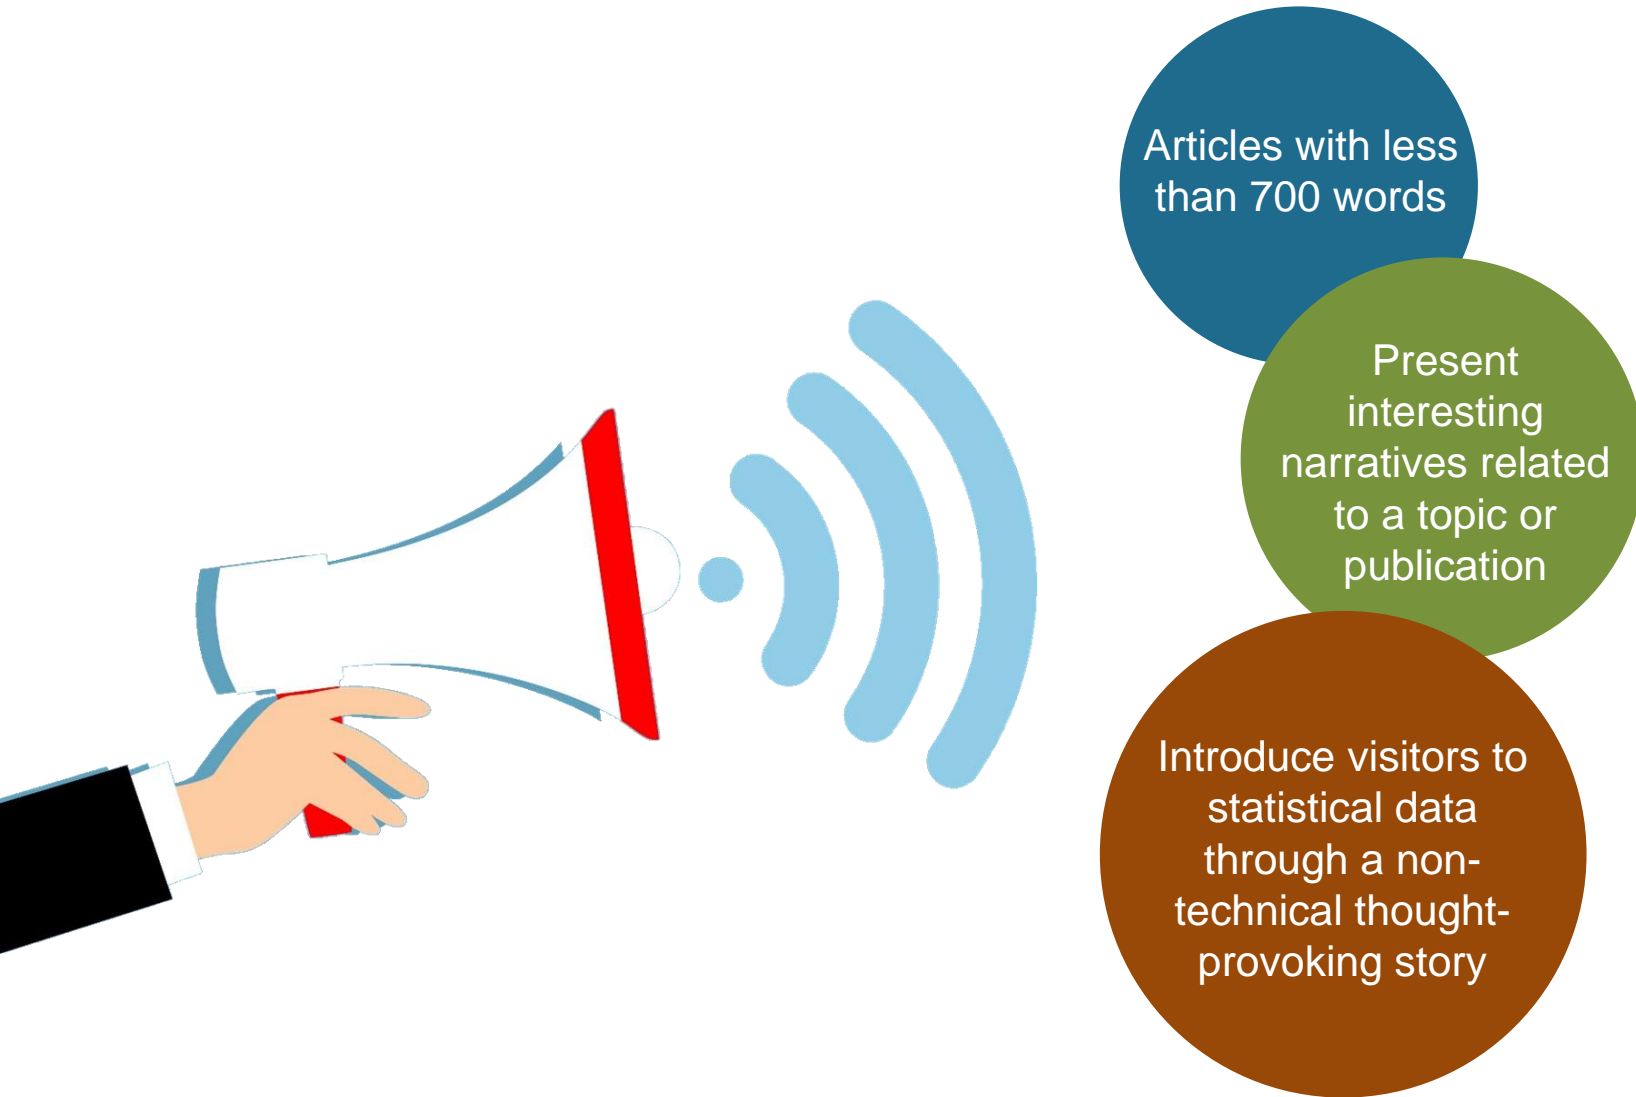 Articles with less
than 700 words
Present
interesting
narratives related
to a topic or
publication
Introduce visitors to
statistical data
through a non-
technical thought-
provoking story